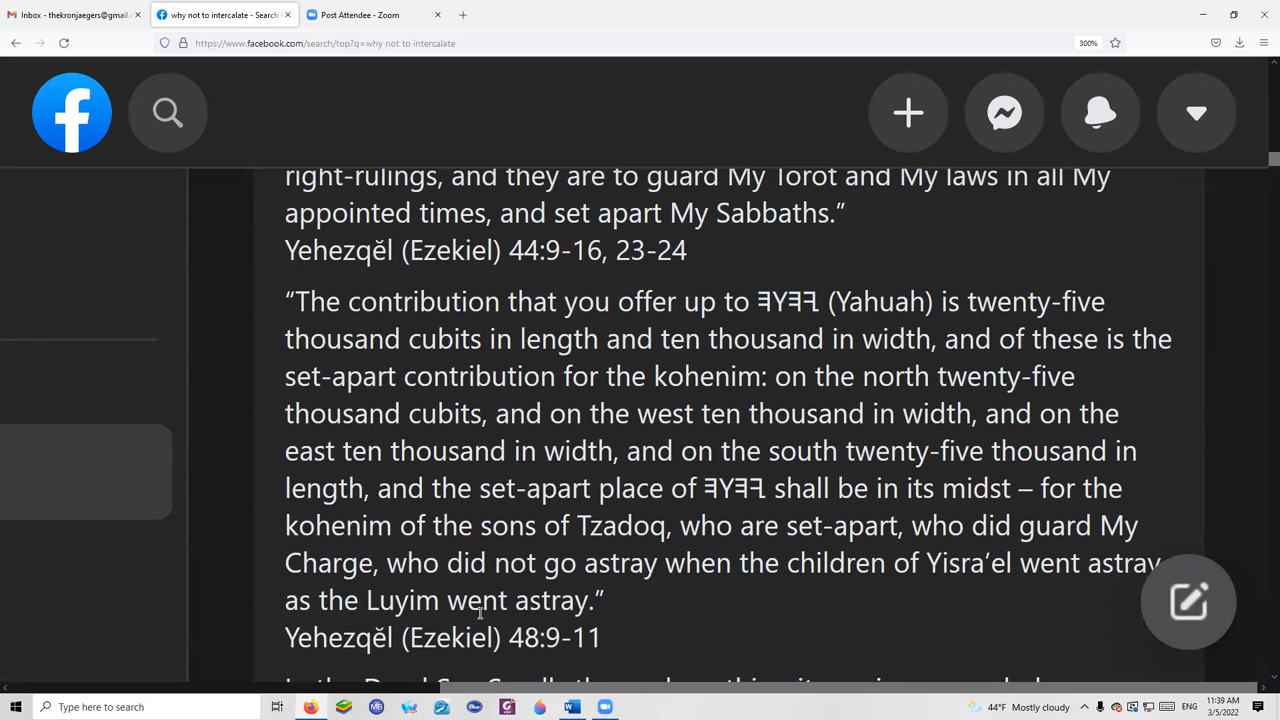 Inbox - thekronjaegers@gmail.
why not to intercalate - Search
Post Attendee - Zoom
https://www.facebook.com/search/top?q=why not to intercalate
300%
right-rulings, and they are to guard My Torot and My laws in all My
appointed times, and set apart My Sabbaths.”
Yehezqĕl (Ezekiel) 44:9-16, 23-24
“The contribution that you offer up to 𐤉𐤄𐤅𐤄 (Yahuah) is twenty-five
thousand cubits in length and ten thousand in width, and of these is the
set-apart contribution for the kohenim: on the north twenty-five
thousand cubits, and on the west ten thousand in width, and on the
east ten thousand in width, and on the south twenty-five thousand in
length, and the set-apart place of 𐤉𐤄𐤅𐤄 shall be in its midst – for the
kohenim of the sons of Tzadoq, who are set-apart, who did guard My
Charge, who did not go astray when the children of Yisra’el went astray,
as the Luyim went astray.”
Yehezqĕl (Ezekiel) 48:9-11
Type here to search
44°F Mostly cloudy
11:39 AM
3/5/2022